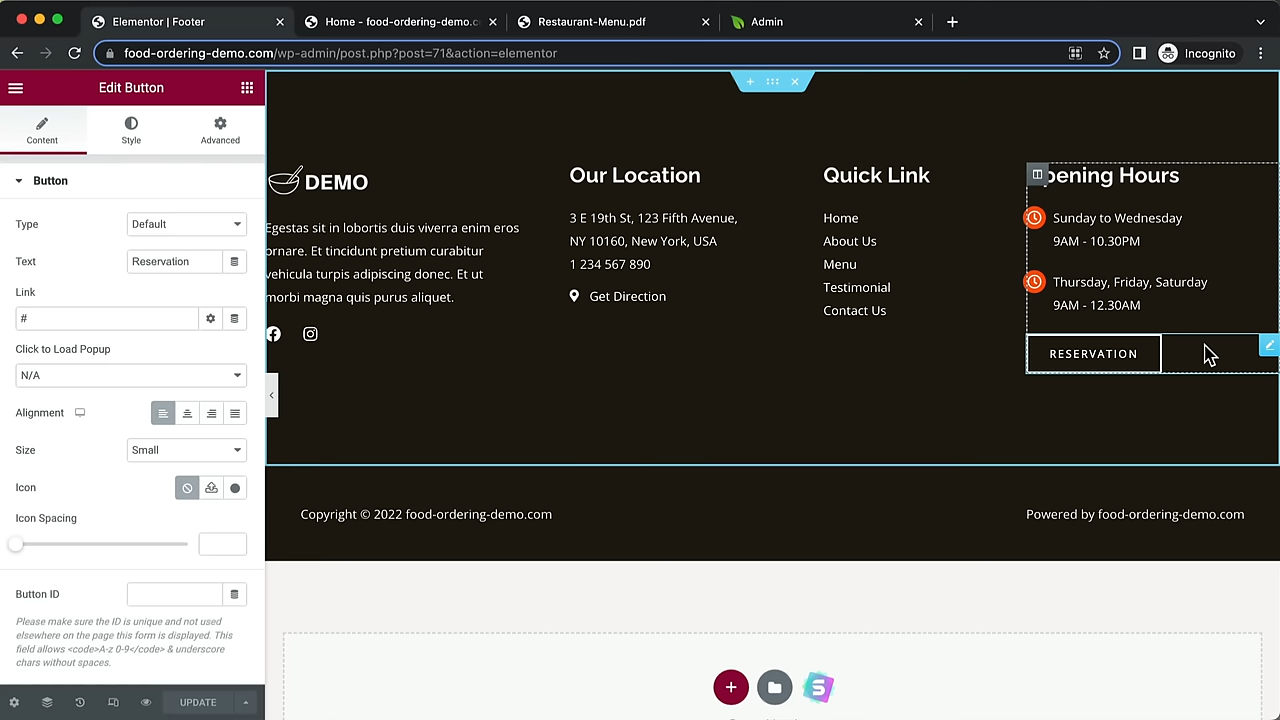 Elementor | Footer
Home - food-ordering-demo.c
Restaurant-Menu.pdf
Admin
food-ordering-demo.com/wp-admin/post.php?post=71&action=elementor
Incognito
Edit Button
Content
Style
Advanced
Button
Type
Default
Text
Reservation
Link
#
Click to Load Popup
N/A
Alignment
Size
Small
Icon
Icon Spacing
Button ID
Please make sure the ID is unique and not used
elsewhere on the page this form is displayed. This
field allows <code>A-z 0-9</code> & underscore
chars without spaces.
UPDATE
DEMO
Egestas sit in lobortis duis viverra enim eros
ornare. Et tincidunt pretium curabitur
vehicula turpis adipiscing donec. Et ut
morbi magna quis purus aliquet.
Our Location
3 E 19th St, 123 Fifth Avenue,
NY 10160, New York, USA
1 234 567 890
Get Direction
Quick Link
Home
About Us
Menu
Testimonial
Contact Us
pening Hours
Sunday to Wednesday
9AM - 10.30PM
Thursday, Friday, Saturday
9AM - 12.30AM
RESERVATION
Copyright © 2022 food-ordering-demo.com
Powered by food-ordering-demo.com